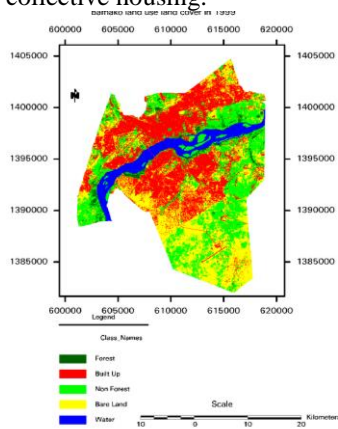 collective housing.
Bamako land use land cover in 1999
600000 605000 610000 615000 620000
1405000 1405000
N
1400000 1400000
1395000 1395000
1390000 1390000
1385000 1385000
600000 605000 610000 615000 620000
Legend
Class_Names
Forest
Built Up
Non Forest
Bare Land
Water
Scale
10 0 10 20
Kilometers